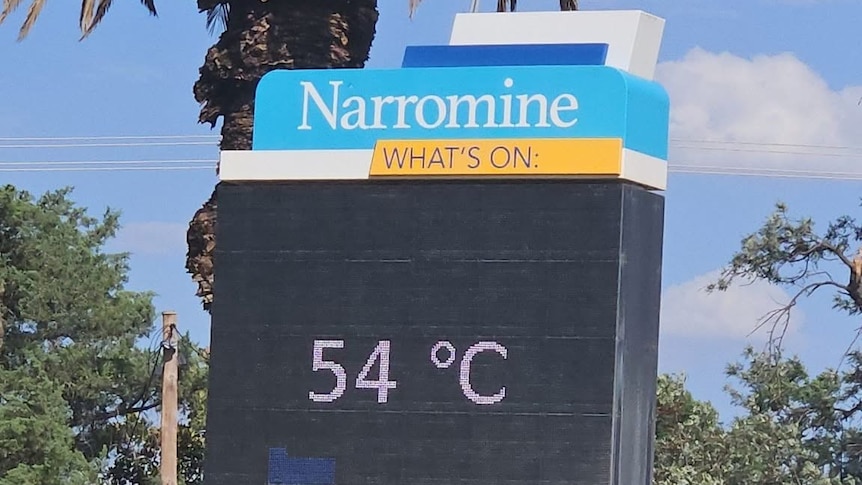 Narromine
WHAT'S ON:
54 °C